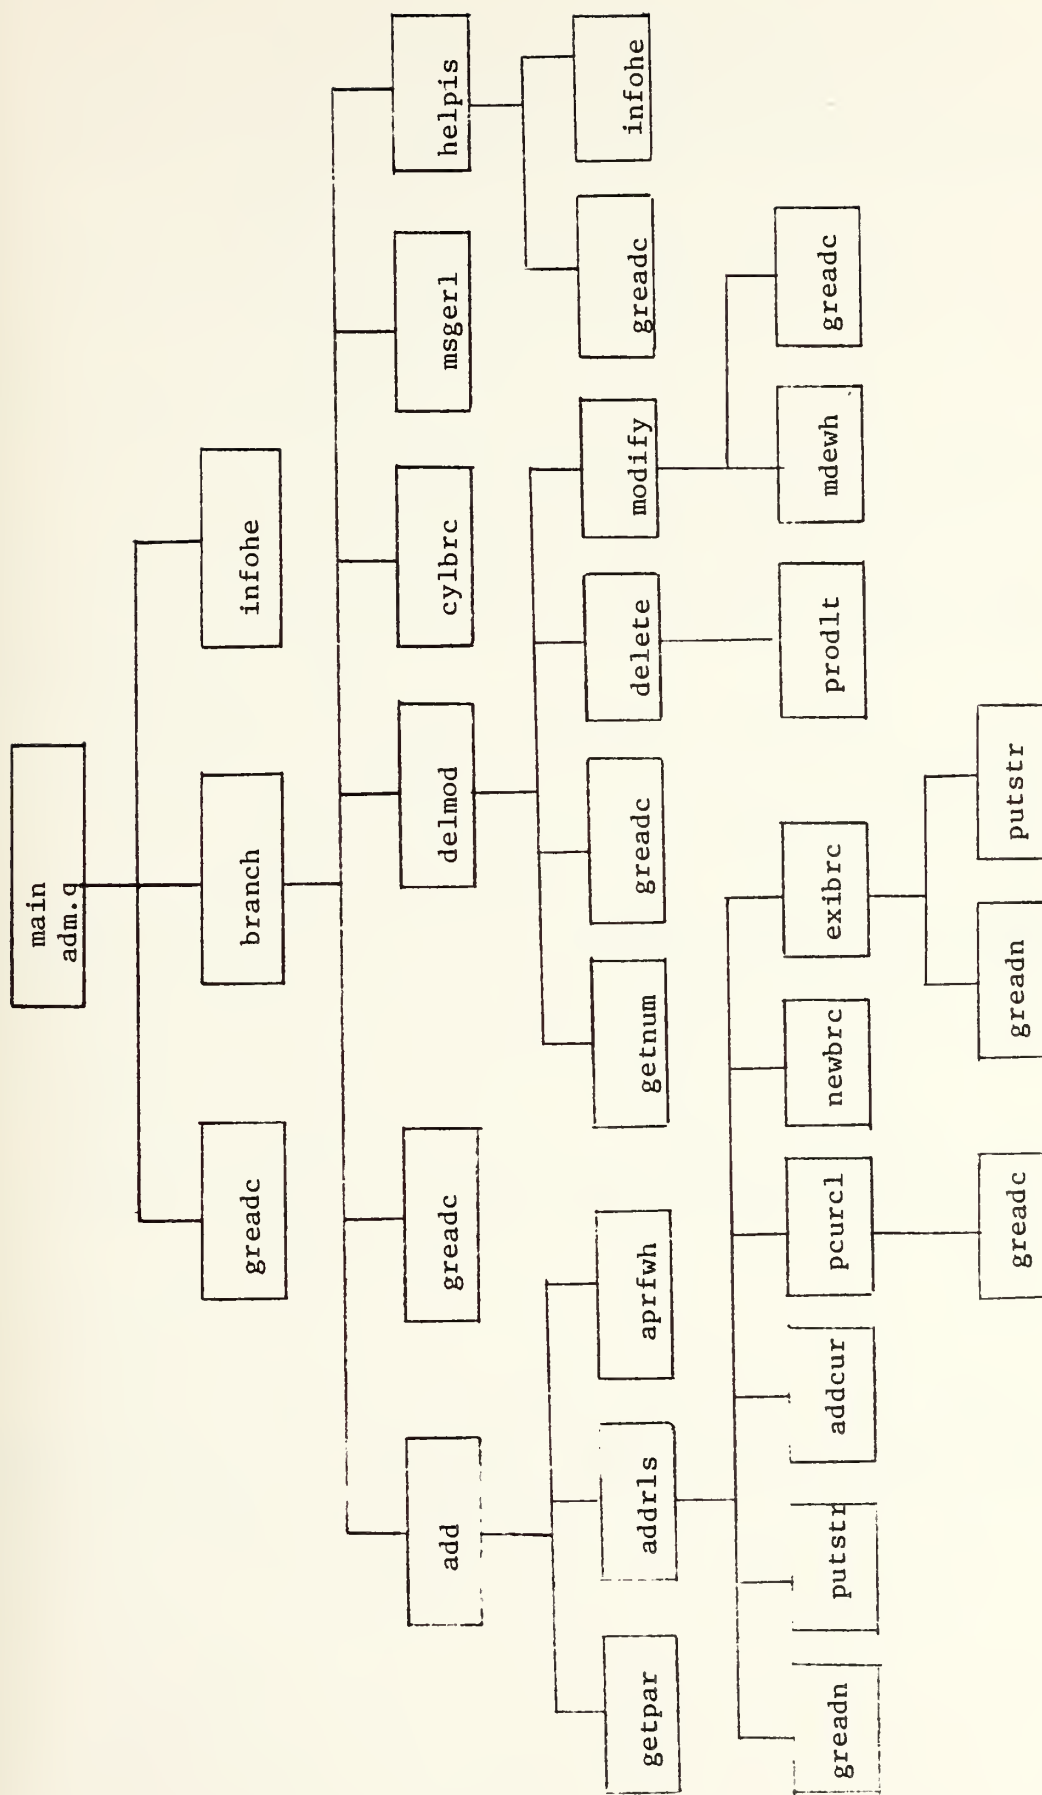 main
adm.q
greadc
branch
infohe
add
greadc
delmod
cylbrc
msgerl
helpis
getpar
addrls
aprfwh
getnum
greadc
delete
modify
greadc
infohe
greadn
putstr
addcur
pcurcl
newbrc
exibrc
prodlt
mdewh
greadc
greadc
greadn
putstr